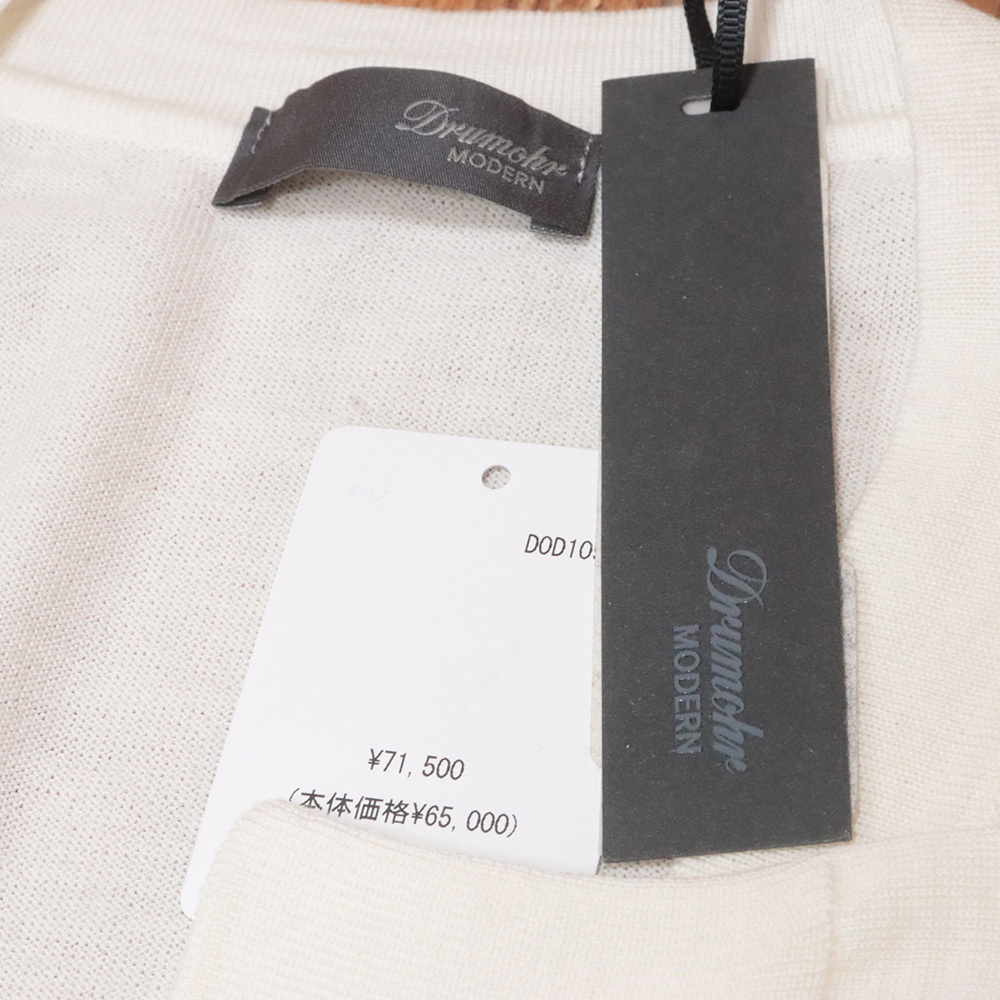 Drumohr
MODERN
DOD10
¥71,500
(本体価格¥65,000)
Drumohr
MODERN